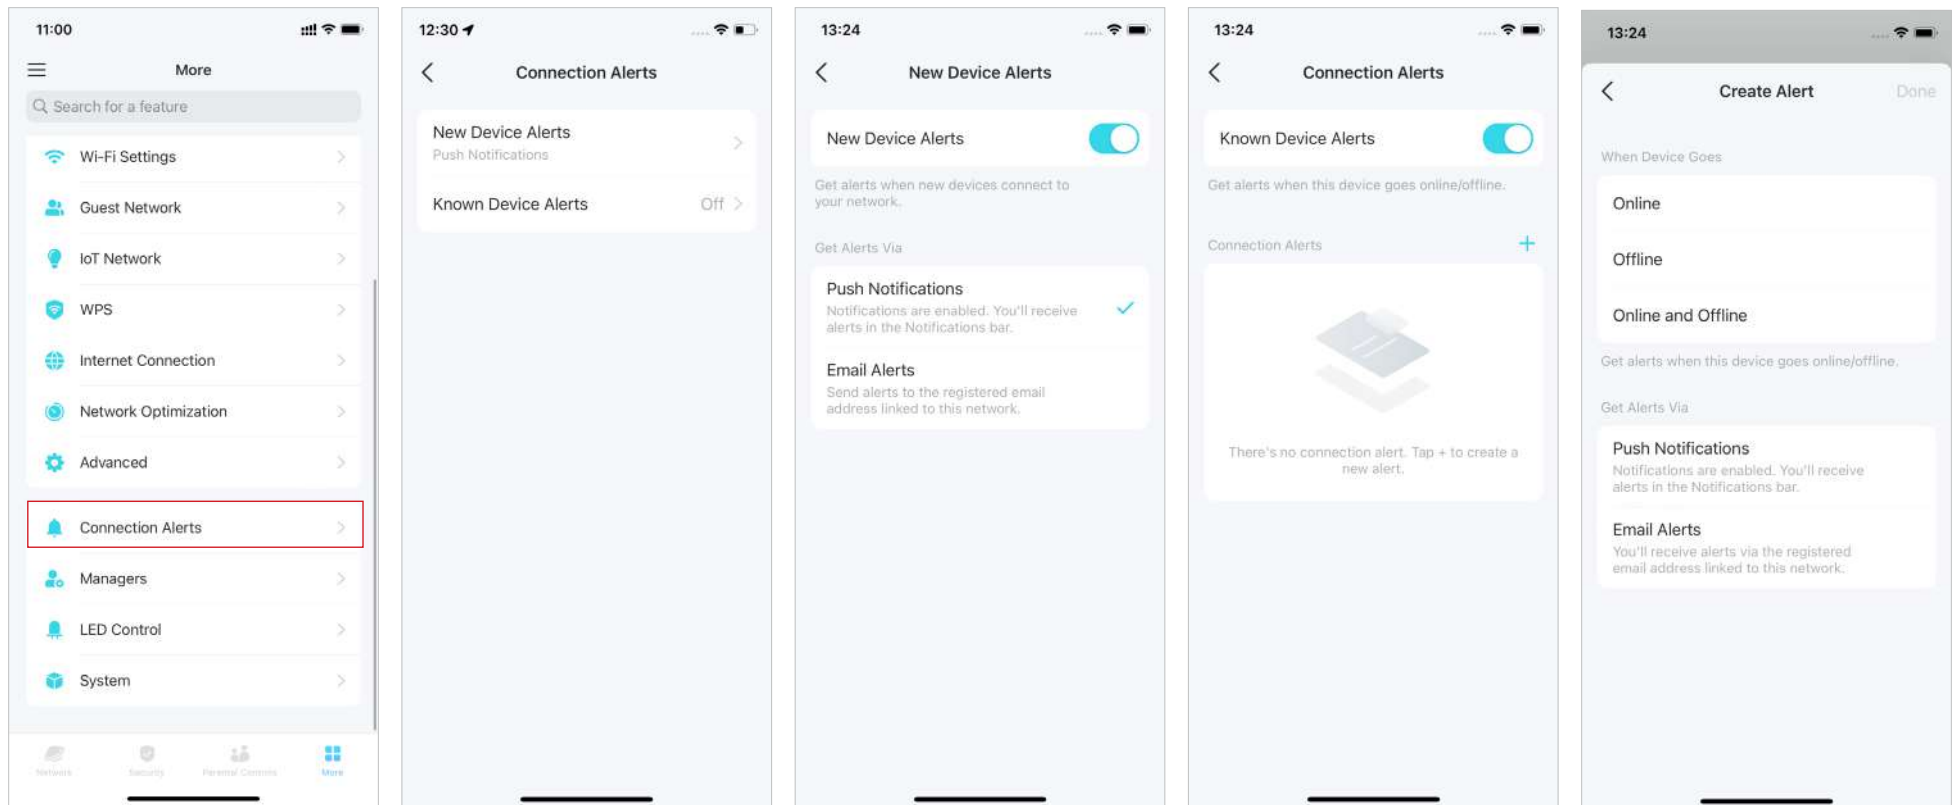 11:00
More
Search for a feature
Wi-Fi Settings
Guest Network
IoT Network
WPS
Internet Connection
Network Optimization
Advanced
Connection Alerts
Managers
LED Control
System
Network
Security
Parental Controls
More
12:30
Connection Alerts
New Device Alerts
Push Notifications
Known Device Alerts
Off
13:24
New Device Alerts
New Device Alerts
Get alerts when new devices connect to
your network.
Get Alerts Via
Push Notifications
Notifications are enabled. You'll receive
alerts in the Notifications bar.
Email Alerts
Send alerts to the registered email
address linked to this network.
13:24
Connection Alerts
Known Device Alerts
Get alerts when this device goes online/offline.
Connection Alerts +
There's no connection alert. Tap + to create a
new alert.
13:24
Create Alert Done
When Device Goes
Online
Offline
Online and Offline
Get alerts when this device goes online/offline.
Get Alerts Via
Push Notifications
Notifications are enabled. You'll receive
alerts in the Notifications bar.
Email Alerts
You'll receive alerts via the registered
email address linked to this network.